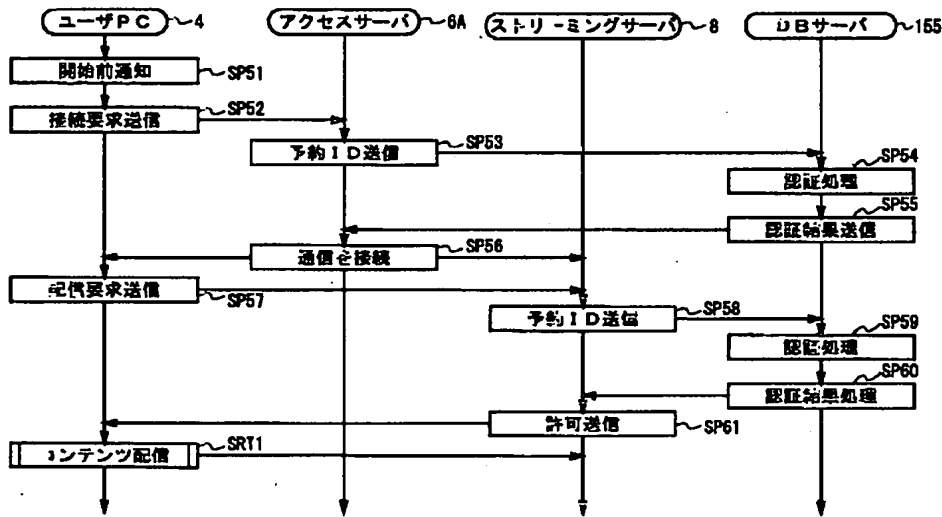 ユーザPC 4
アクセスサーバ 6A
ストリーミングサーバ 8
DBサーバ 155
開始前通知 SP51
接続要求送信 SP52
予約ID送信 SP53
認証処理 SP54
認証結果送信 SP55
通信を接続 SP56
配信要求送信 SP57
予約ID送信 SP58
認証処理 SP59
認証結果処理 SP60
許可送信 SP61
コンテンツ配信 SRT1